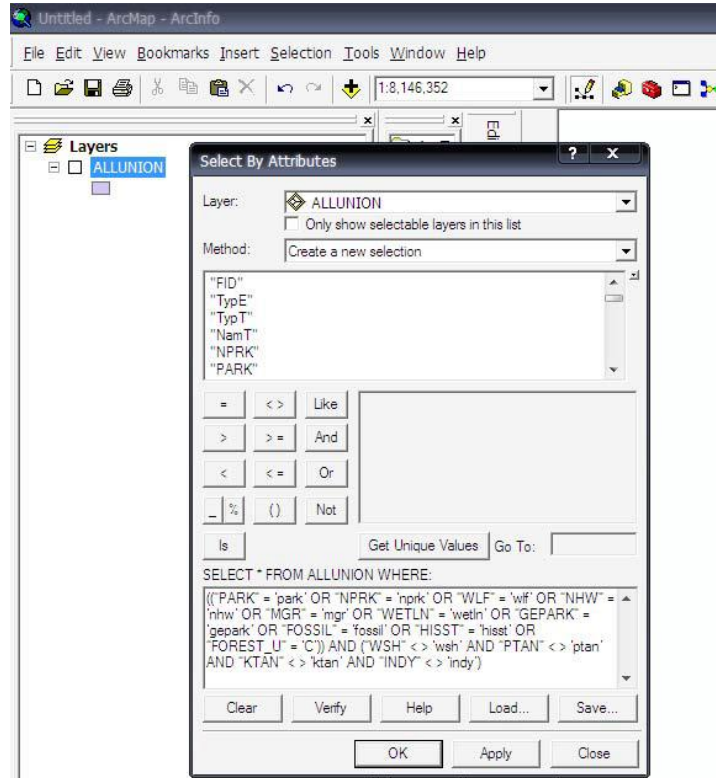 Untitled - ArcMap - ArcInfo
File Edit View Bookmarks Insert Selection Tools Window Help
1:8,146,352
Layers
ALLUNION
Edi
Select By Attributes
? x
Layer:
ALLUNION
Only show selectable layers in this list
Method:
Create a new selection
"FID"
"TypE"
"TypT"
"NamT"
"NPRK"
"PARK"
= < > Like
> > = And
< < = Or
_ % () Not
Is
Get Unique Values
Go To:
SELECT * FROM ALLUNION WHERE:
(("PARK" = 'park' OR "NPRK" = 'nprk' OR "WLF" = 'wlf' OR "NHW" =
'nhw' OR "MGR" = 'mgr' OR "WETLN" = 'wetln' OR "GEPARK" =
'gepark' OR "FOSSIL" = 'fossil' OR "HISST" = 'hisst' OR
"FOREST_U" = 'C')) AND ("WSH" < > 'wsh' AND "PTAN" < > 'ptan'
AND "KTAN" < > 'ktan' AND "INDY" < > 'indy')
Clear Verify Help Load... Save...
OK Apply Close